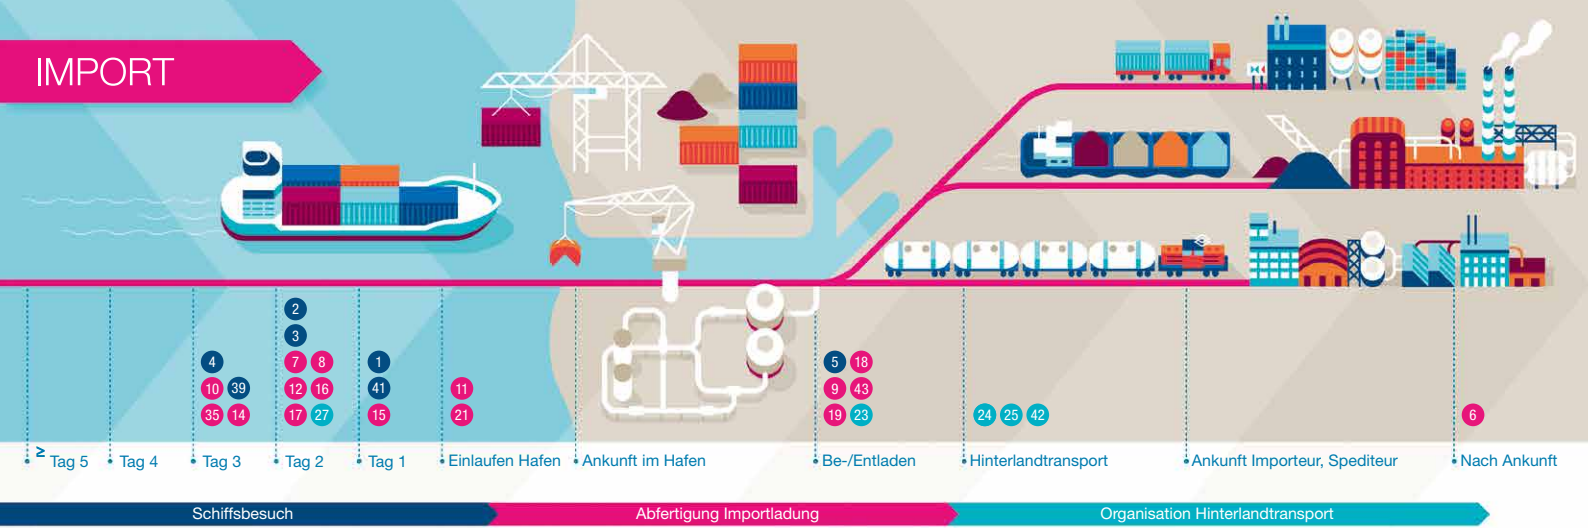 IMPORT
2
3
4
7 8
1
5 18
10 39
12 16
41
11
9 43
35 14
17 27
15
21
19 23
24 25 42
6
≥ Tag 5
Tag 4
Tag 3
Tag 2
Tag 1
Einlaufen Hafen
Ankunft im Hafen
Be-/Entladen
Hinterlandtransport
Ankunft Importeur, Spediteur
Nach Ankunft
Schiffsbesuch
Abfertigung Importladung
Organisation Hinterlandtransport